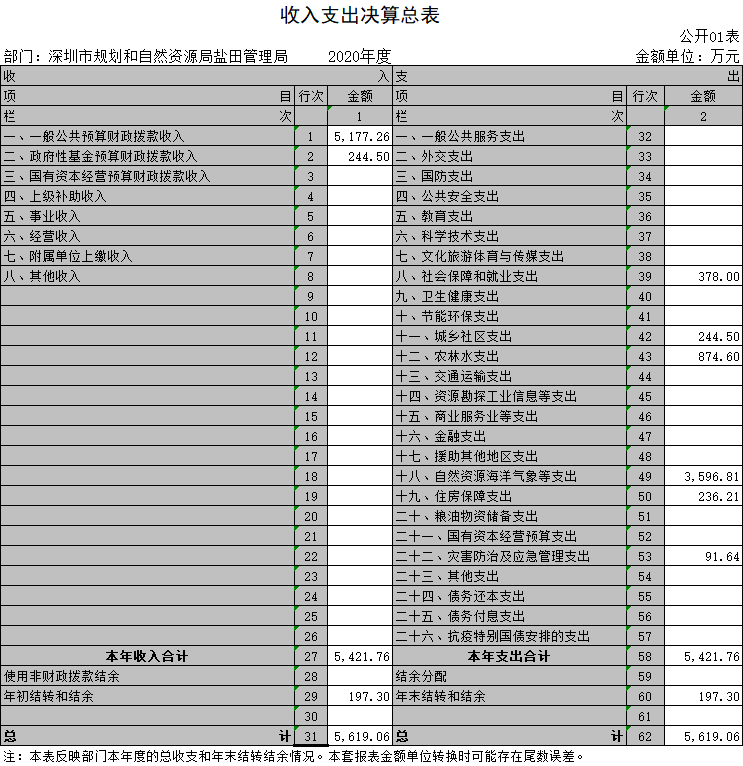 收入支出决算总表
公开01表
部门：深圳市规划和自然资源局盐田管理局 2020年度 金额单位：万元
收 入 支 出
项 目 行次 金额 项 目 行次 金额
栏 次 1 栏 次 2
一、一般公共预算财政拨款收入 1 5,177.26 一、一般公共服务支出 32
二、政府性基金预算财政拨款收入 2 244.50 二、外交支出 33
三、国有资本经营预算财政拨款收入 3 三、国防支出 34
四、上级补助收入 4 四、公共安全支出 35
五、事业收入 5 五、教育支出 36
六、经营收入 6 六、科学技术支出 37
七、附属单位上缴收入 7 七、文化旅游体育与传媒支出 38
八、其他收入 8 八、社会保障和就业支出 39 378.00
9 九、卫生健康支出 40
10 十、节能环保支出 41
11 十一、城乡社区支出 42 244.50
12 十二、农林水支出 43 874.60
13 十三、交通运输支出 44
14 十四、资源勘探工业信息等支出 45
15 十五、商业服务业等支出 46
16 十六、金融支出 47
17 十七、援助其他地区支出 48
18 十八、自然资源海洋气象等支出 49 3,596.81
19 十九、住房保障支出 50 236.21
20 二十、粮油物资储备支出 51
21 二十一、国有资本经营预算支出 52
22 二十二、灾害防治及应急管理支出 53 91.64
23 二十三、其他支出 54
24 二十四、债务还本支出 55
25 二十五、债务付息支出 56
26 二十六、抗疫特别国债安排的支出 57
本年收入合计 27 5,421.76 本年支出合计 58 5,421.76
使用非财政拨款结余 28 结余分配 59
年初结转和结余 29 197.30 年末结转和结余 60 197.30
30 61
总 计 31 5,619.06 总 计 62 5,619.06
注：本表反映部门本年度的总收支和年末结转结余情况。本套报表金额单位转换时可能存在尾数误差。